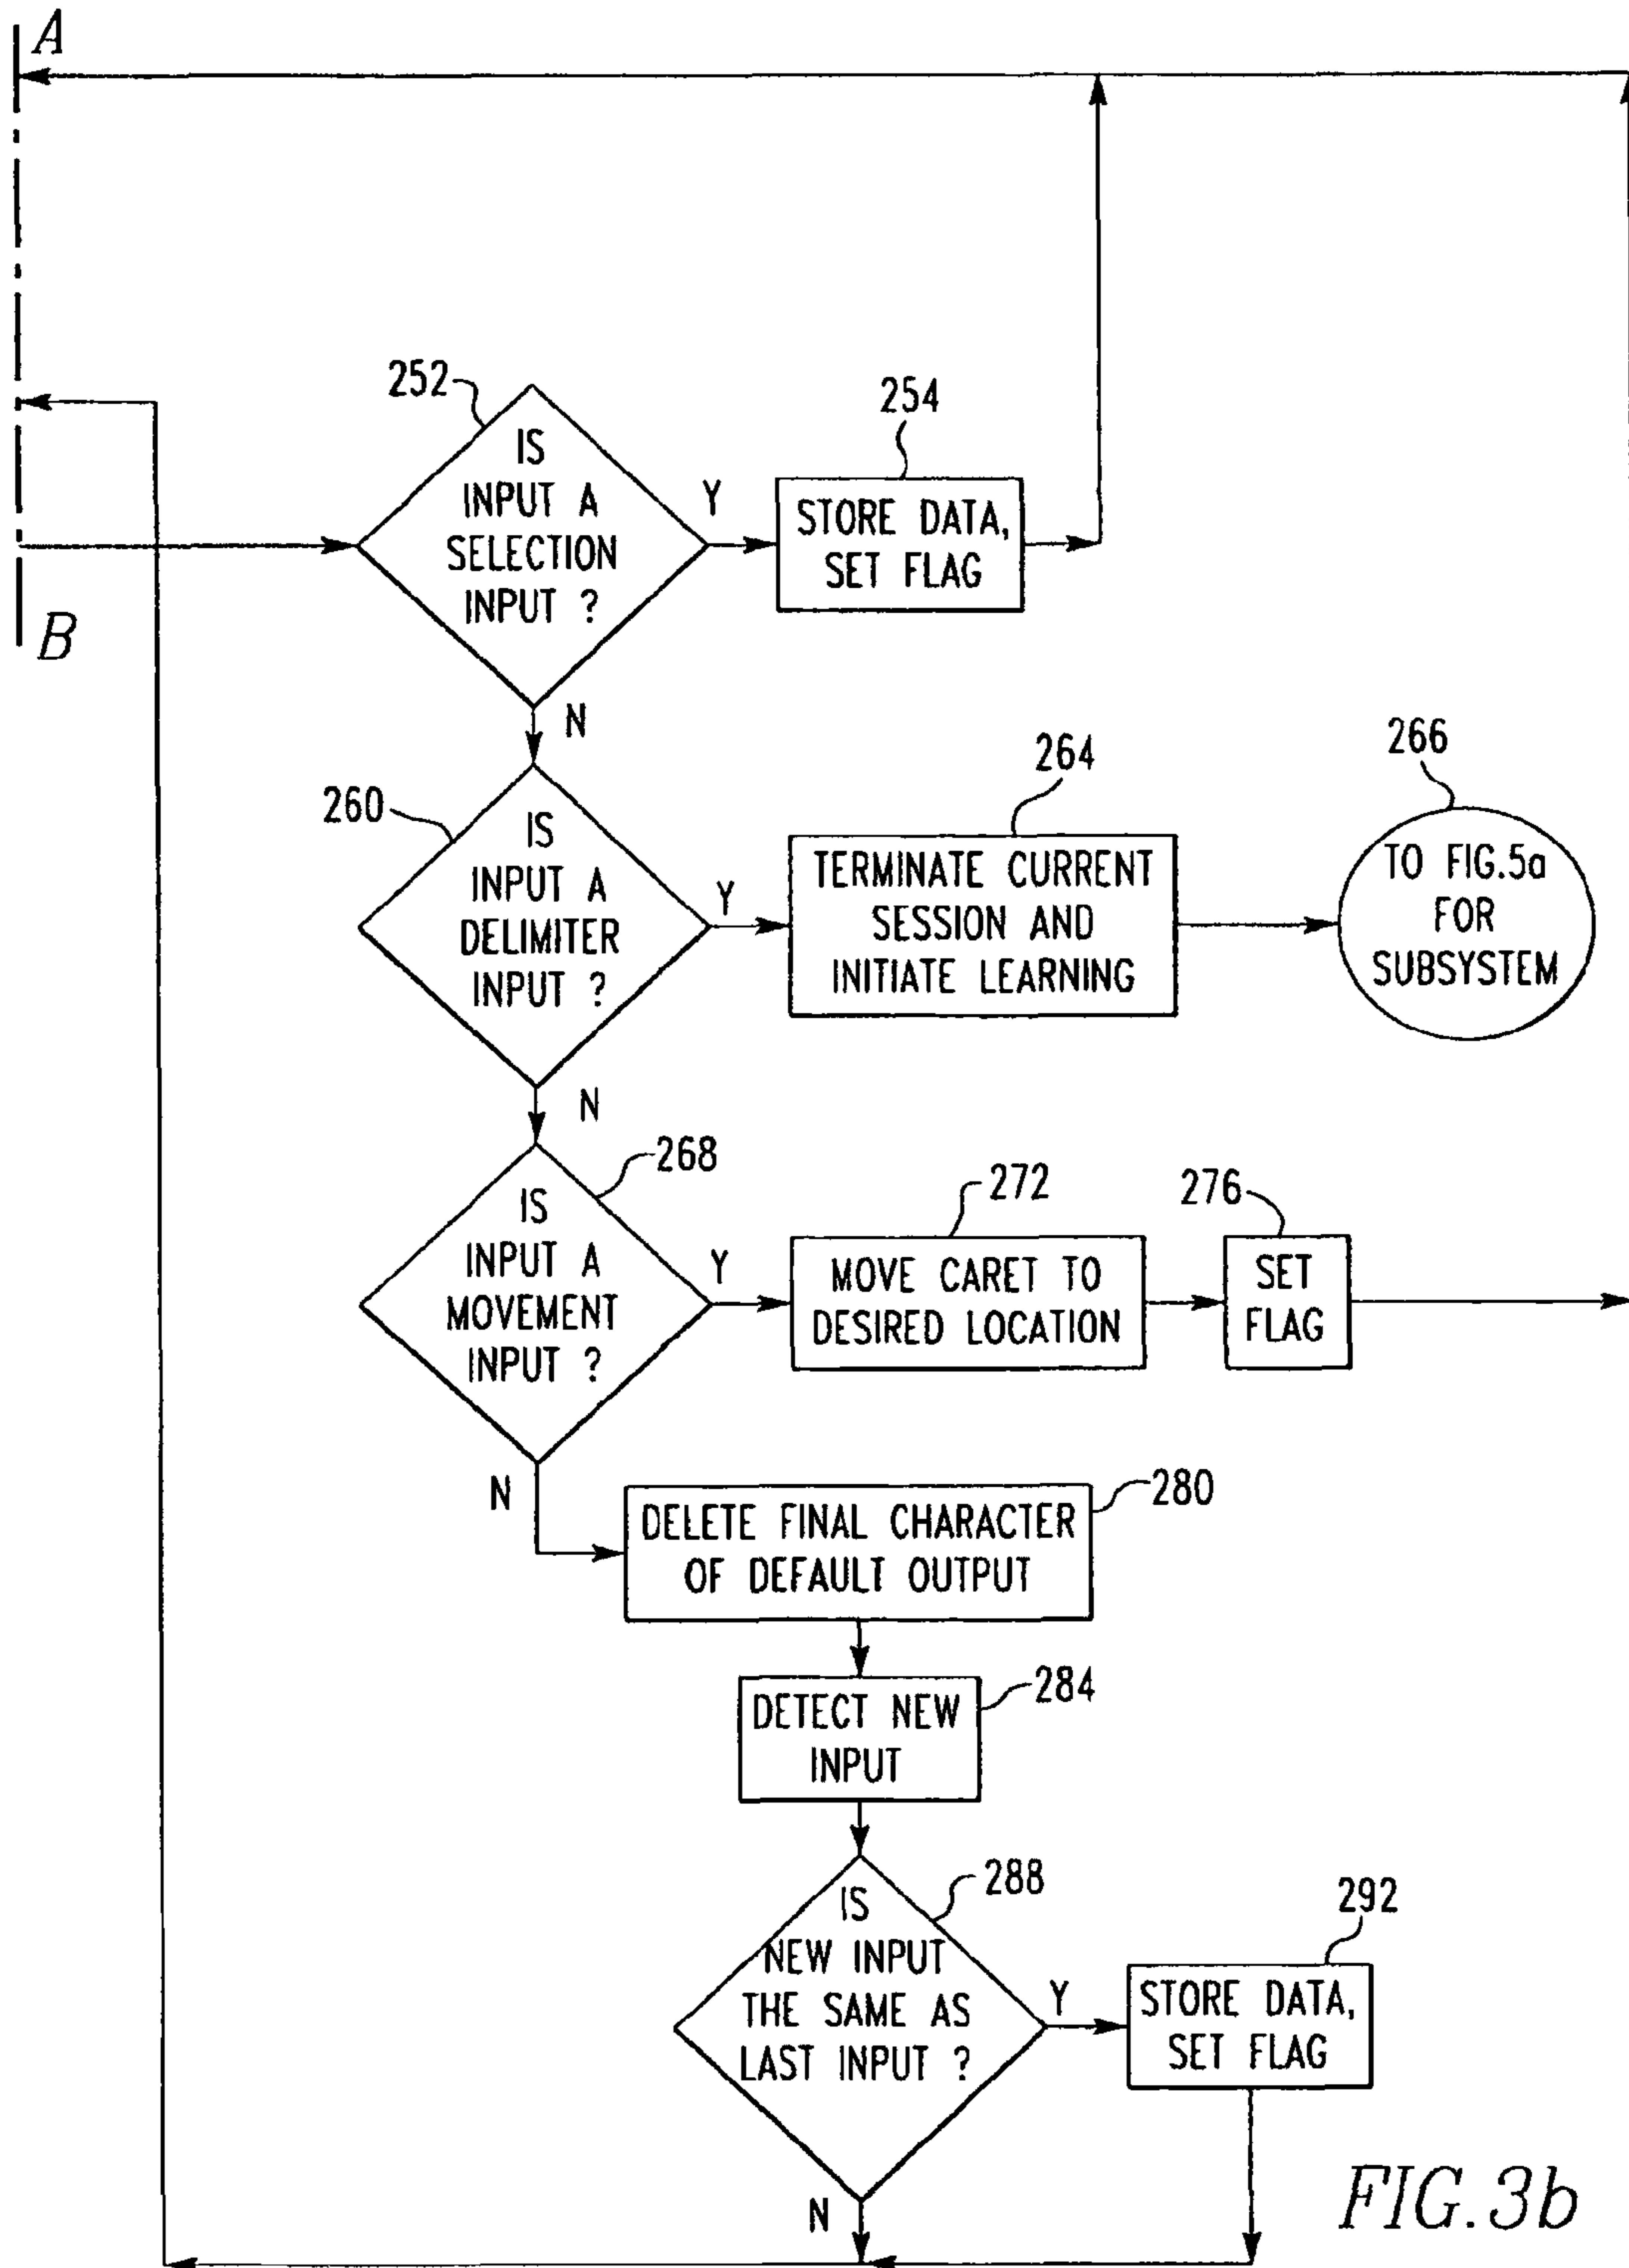 A
B
252
IS
INPUT A
SELECTION
INPUT ?
Y
N
254
STORE DATA,
SET FLAG
260
IS
INPUT A
DELIMITER
INPUT ?
Y
N
264
TERMINATE CURRENT
SESSION AND
INITIATE LEARNING
266
TO FIG.5a
FOR
SUBSYSTEM
268
IS
INPUT A
MOVEMENT
INPUT ?
Y
N
272
MOVE CARET TO
DESIRED LOCATION
276
SET
FLAG
280
DELETE FINAL CHARACTER
OF DEFAULT OUTPUT
284
DETECT NEW
INPUT
288
IS
NEW INPUT
THE SAME AS
LAST INPUT ?
Y
N
292
STORE DATA,
SET FLAG
FIG.3b